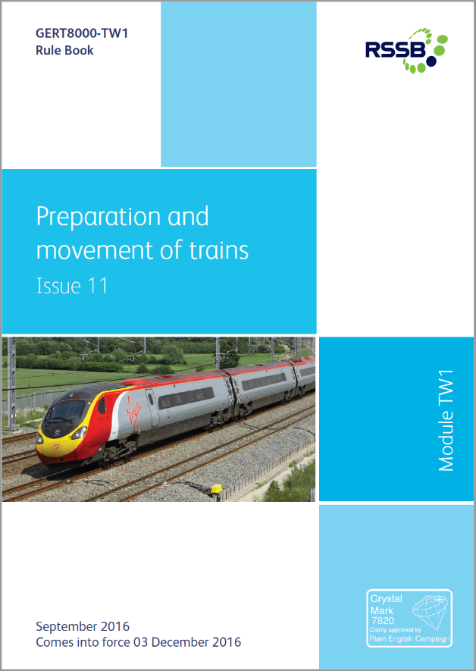 GERT8000-TW1
Rule Book
RSSB
Preparation and
movement of trains
Issue 11
Module TW1
Crystal
Mark
7820
Clarity approved by
Plain English Campaign
September 2016
Comes into force 03 December 2016